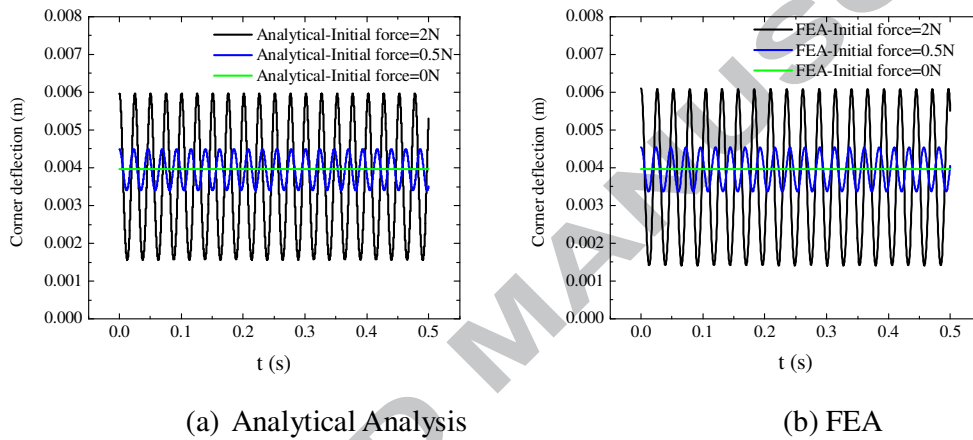 0.008
0.007
0.006
0.005
0.004
0.003
0.002
0.001
0.000
Corner deflection (m)
Analytical-Initial force=2N
Analytical-Initial force=0.5N
Analytical-Initial force=0N
0.0 0.1 0.2 0.3 0.4 0.5
t (s)
(a) Analytical Analysis
0.008
0.007
0.006
0.005
0.004
0.003
0.002
0.001
0.000
Corner deflection (m)
FEA-Initial force=2N
FEA-Initial force=0.5N
FEA-Initial force=0N
0.0 0.1 0.2 0.3 0.4 0.5
t (s)
(b) FEA
D MANUSC